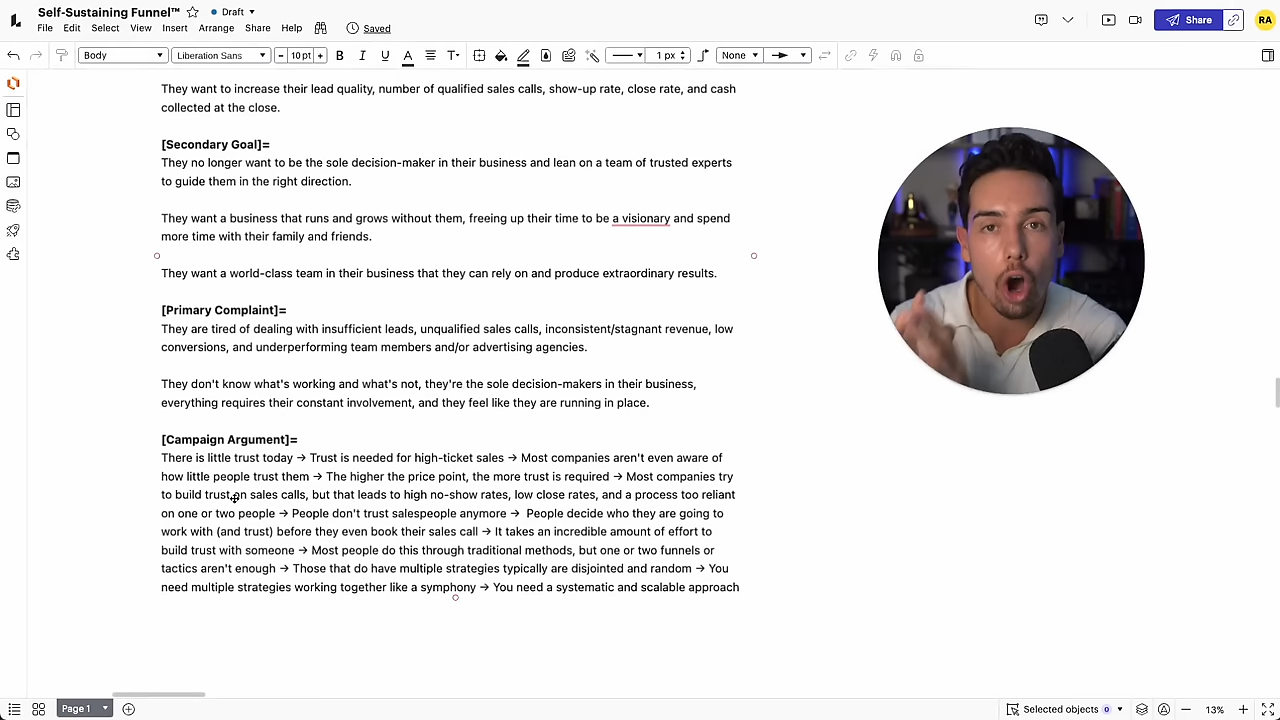 Self-Sustaining Funnel™
Draft
File Edit Select View Insert Arrange Share Help
Saved
Share
RA
Body
Liberation Sans
- 10 pt +
B I U A T
1 px
None
They want to increase their lead quality, number of qualified sales calls, show-up rate, close rate, and cash
collected at the close.
[Secondary Goal]=
They no longer want to be the sole decision-maker in their business and lean on a team of trusted experts
to guide them in the right direction.
They want a business that runs and grows without them, freeing up their time to be a visionary and spend
more time with their family and friends.
They want a world-class team in their business that they can rely on and produce extraordinary results.
[Primary Complaint]=
They are tired of dealing with insufficient leads, unqualified sales calls, inconsistent/stagnant revenue, low
conversions, and underperforming team members and/or advertising agencies.
They don't know what's working and what's not, they're the sole decision-makers in their business,
everything requires their constant involvement, and they feel like they are running in place.
[Campaign Argument]=
There is little trust today → Trust is needed for high-ticket sales → Most companies aren't even aware of
how little people trust them → The higher the price point, the more trust is required → Most companies try
to build trust on sales calls, but that leads to high no-show rates, low close rates, and a process too reliant
on one or two people → People don't trust salespeople anymore → People decide who they are going to
work with (and trust) before they even book their sales call → It takes an incredible amount of effort to
build trust with someone → Most people do this through traditional methods, but one or two funnels or
tactics aren't enough → Those that do have multiple strategies typically are disjointed and random → You
need multiple strategies working together like a symphony → You need a systematic and scalable approach
Page 1
Selected objects 0
13%